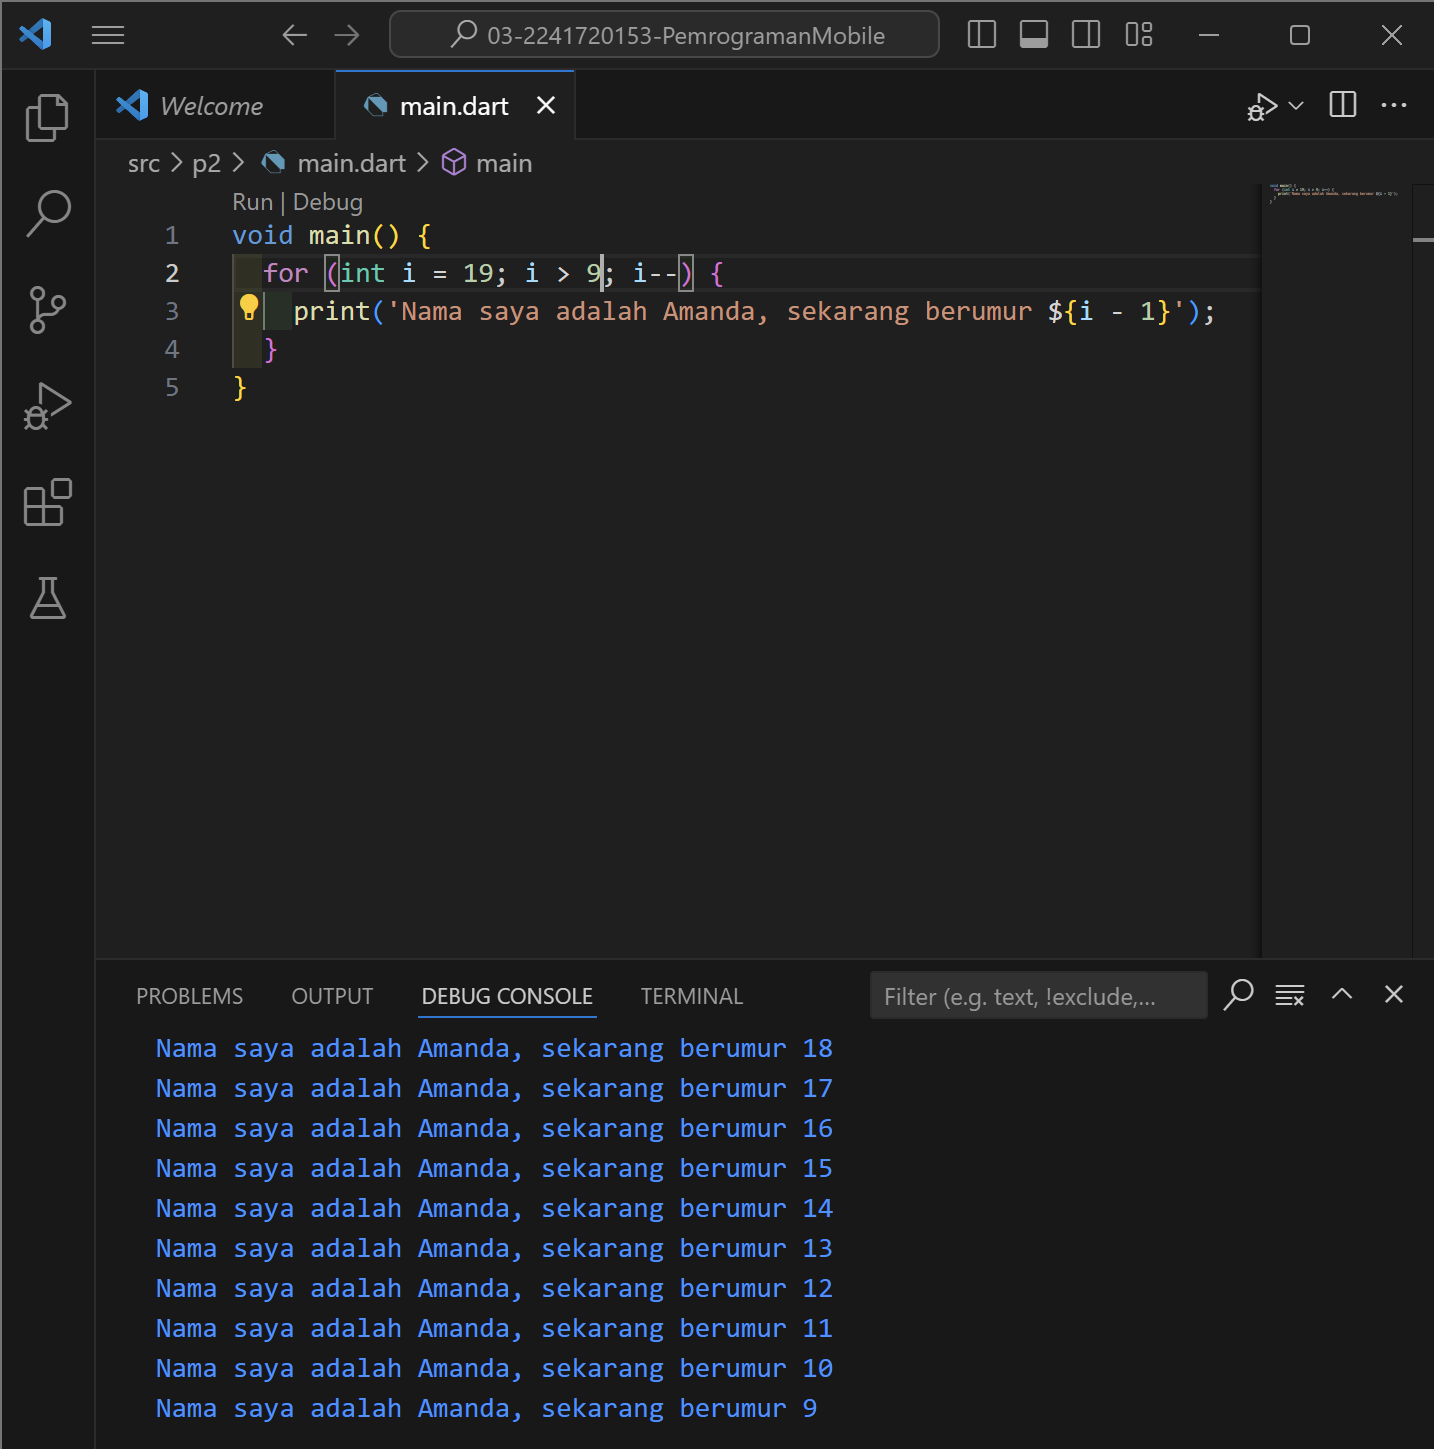 03-2241720153-PemrogramanMobile
Welcome
main.dart
src > p2 > main.dart > main
Run | Debug
1 void main() {
2 for (int i = 19; i > 9; i--) {
3 print('Nama saya adalah Amanda, sekarang berumur ${i - 1}');
4 }
5 }
PROBLEMS OUTPUT DEBUG CONSOLE TERMINAL Filter (e.g. text, !exclude,...
Nama saya adalah Amanda, sekarang berumur 18
Nama saya adalah Amanda, sekarang berumur 17
Nama saya adalah Amanda, sekarang berumur 16
Nama saya adalah Amanda, sekarang berumur 15
Nama saya adalah Amanda, sekarang berumur 14
Nama saya adalah Amanda, sekarang berumur 13
Nama saya adalah Amanda, sekarang berumur 12
Nama saya adalah Amanda, sekarang berumur 11
Nama saya adalah Amanda, sekarang berumur 10
Nama saya adalah Amanda, sekarang berumur 9